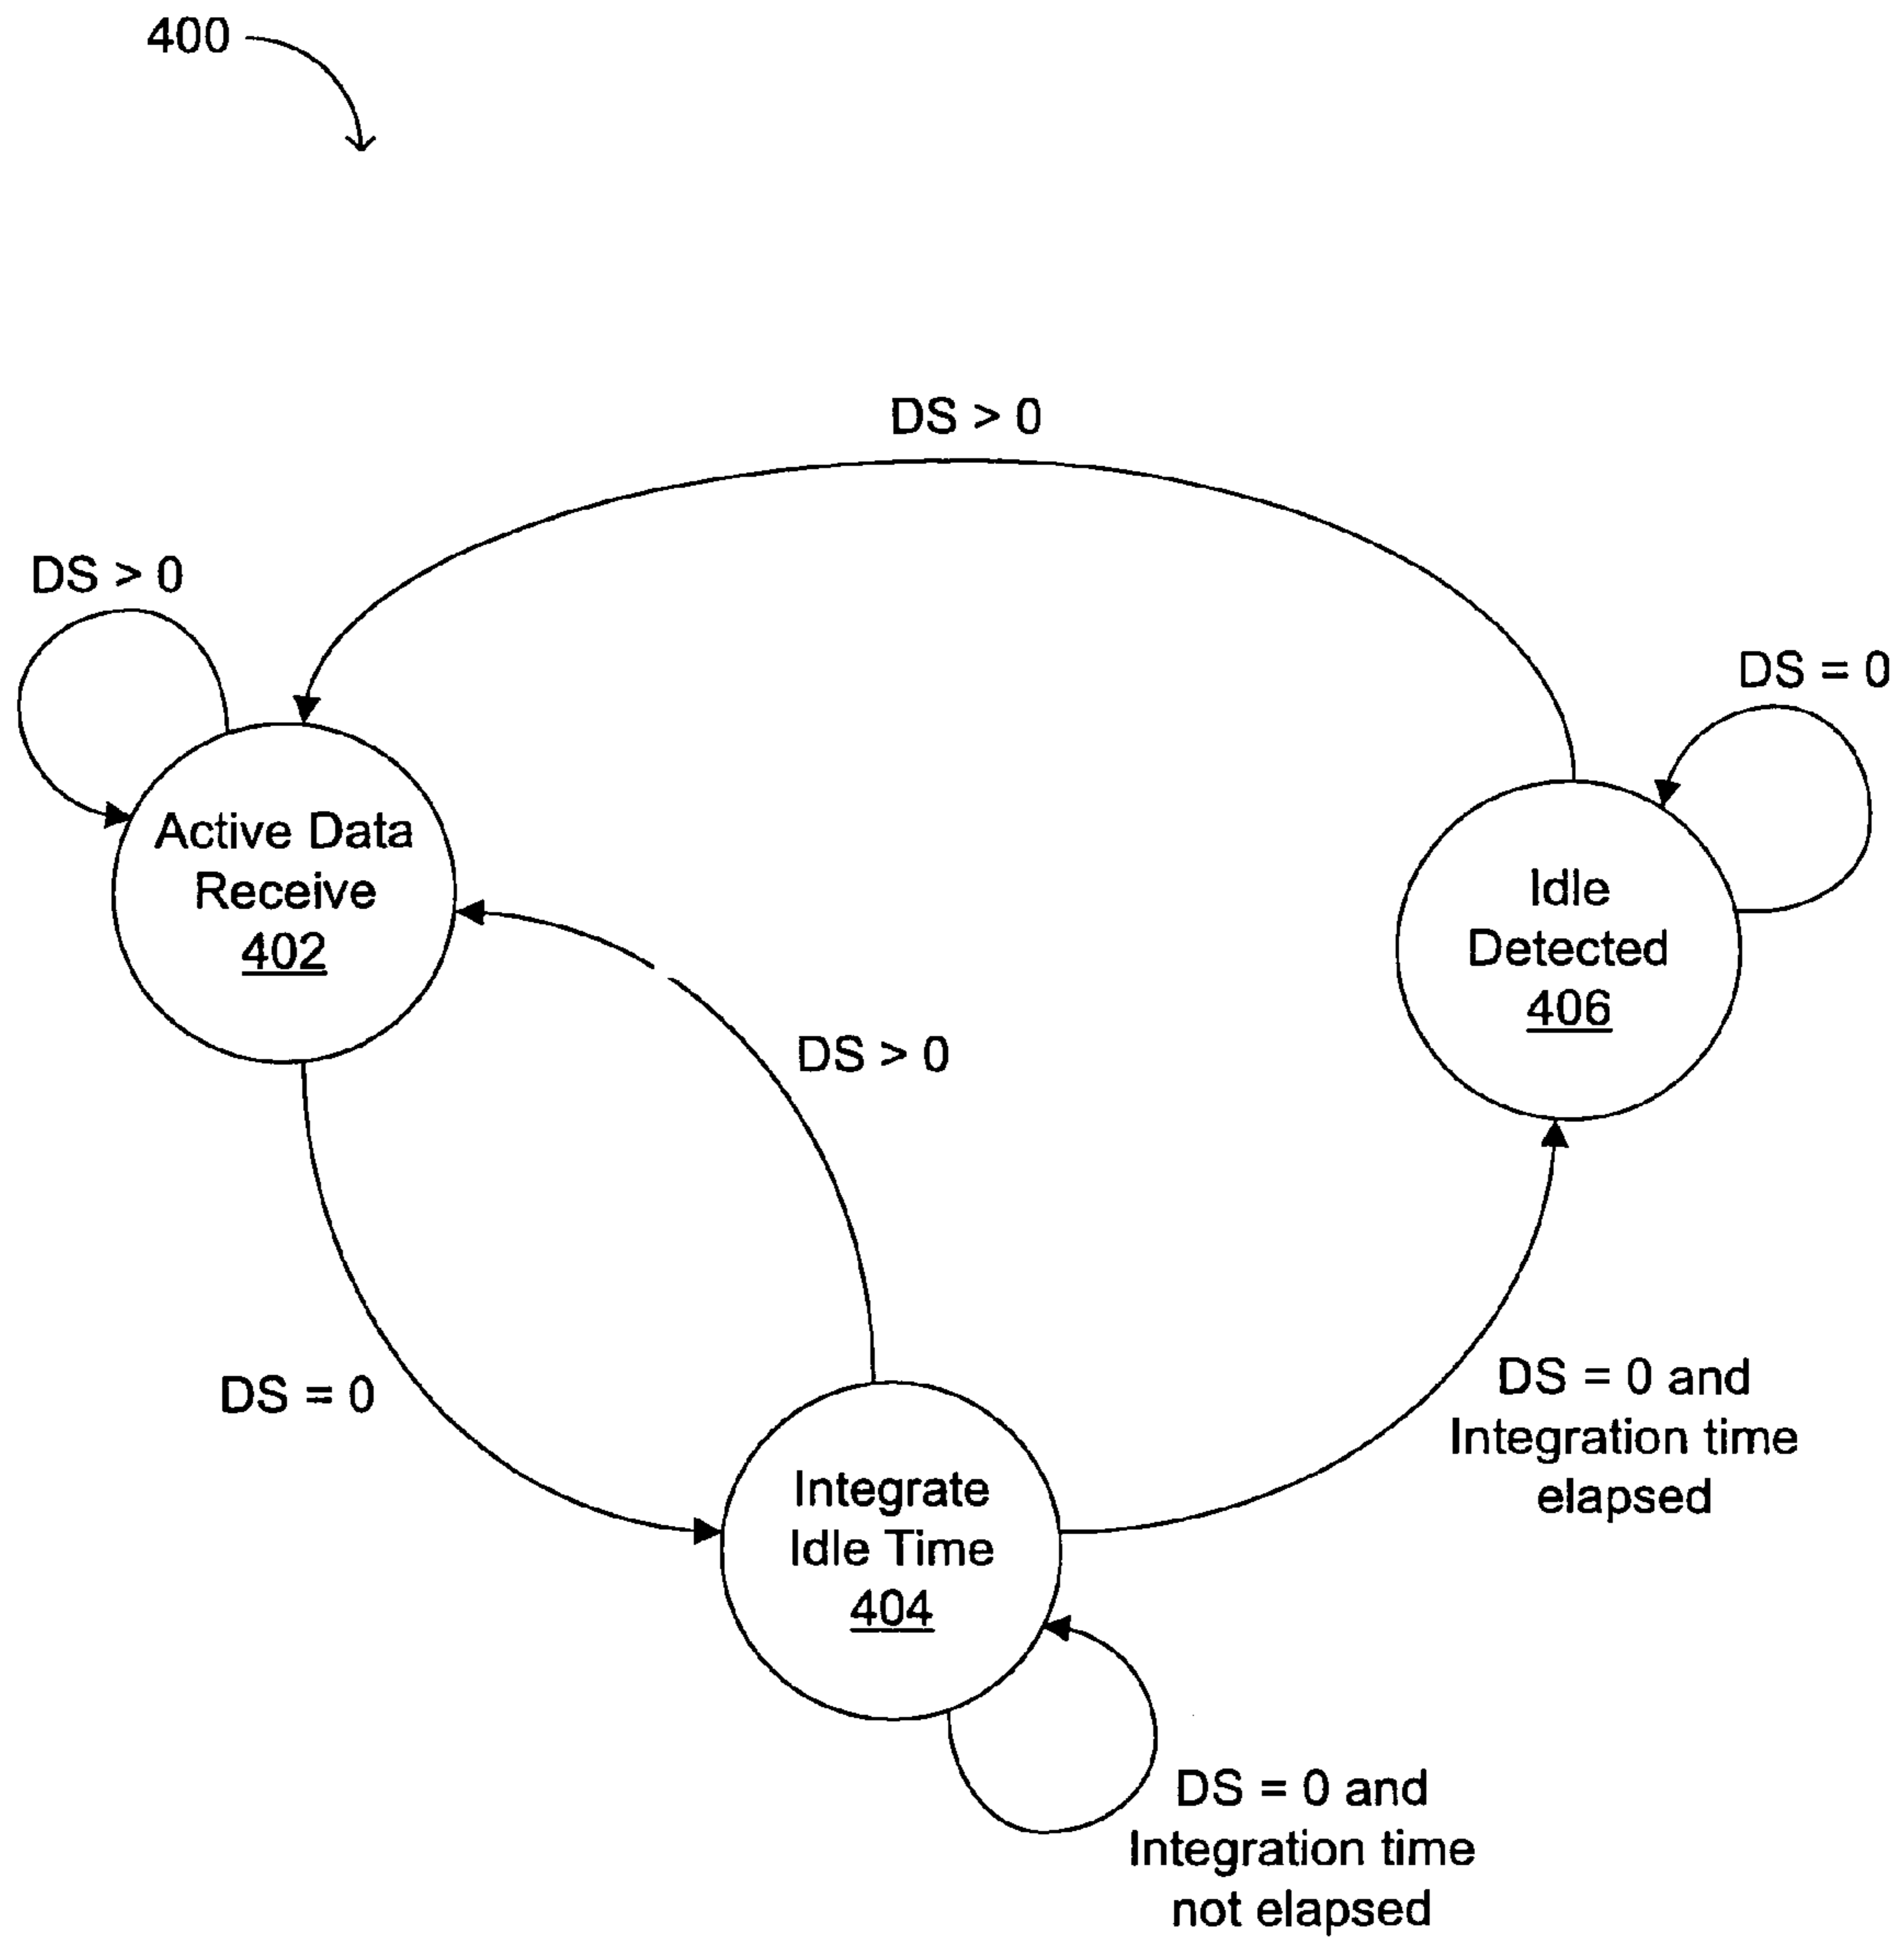 400
DS > 0
DS > 0
DS = 0
Active Data
Receive
402
Idle
Detected
406
DS > 0
DS = 0
DS = 0 and
Integration time
elapsed
Integrate
Idle Time
404
DS = 0 and
Integration time
not elapsed